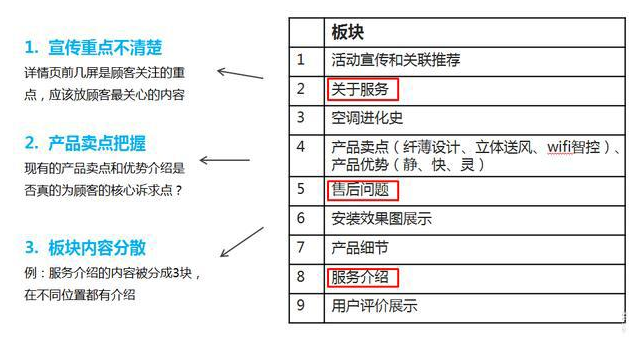 1. 宣传重点不清楚
详情页前几屏是顾客关注的重
点，应该放顾客最关心的内容
2. 产品卖点把握
现有的产品卖点和优势介绍是
否真的为顾客的核心诉求点？
3. 板块内容分散
例：服务介绍的内容被分成3块，
在不同位置都有介绍
板块
1 活动宣传和关联推荐
2 关于服务
3 空调进化史
4 产品卖点（纤薄设计、立体送风、wifi智控）、
产品优势（静、快、灵）
5 售后问题
6 安装效果图展示
7 产品细节
8 服务介绍
9 用户评价展示